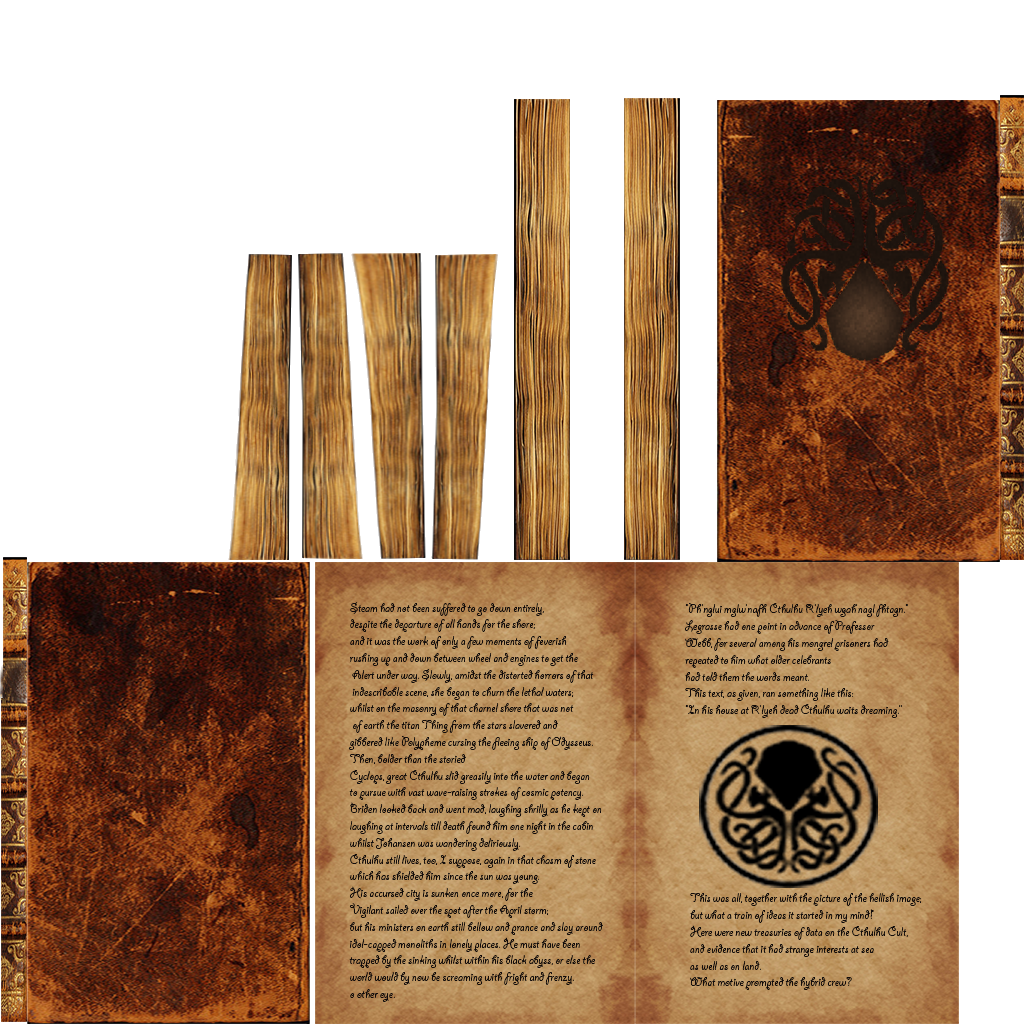 Steam had not been suffered to go down entirely,
despite the departure of all hands for the shore;
and it was the work of only a few moments of feverish
rushing up and down between wheel and engines to get the
Alert under way. Slowly, amidst the distorted horrors of that
indescribable scene, she began to churn the lethal waters;
whilst on the masonry of that charnel shore that was not
of earth the titan Thing from the stars slavered and
gibbered like Polypheme cursing the fleeing ship of Odysseus.
Then, bolder than the storied
Cyclops, great Cthulhu slid greasily into the water and began
to pursue with vast wave-raising strokes of cosmic potency.
Briden looked back and went mad, laughing shrilly as he kept on
laughing at intervals till death found him one night in the cabin
whilst Johansen was wandering deliriously.
Cthulhu still lives, too, I suppose, again in that chasm of stone
which has shielded him since the sun was young.
His accursed city is sunken once more, for the
Vigilant sailed over the spot after the April storm;
but his ministers on earth still bellow and prance and slay around
idol-capped monoliths in lonely places. He must have been
trapped by the sinking whilst within his black abyss, or else the
world would by now be screaming with fright and frenzy.
o other eye.
"Ph'nglui mglw'nafh Cthulhu R'lyeh wgah'nagl fhtagn."
Legrasse had one point in advance of Professor
Webb, for several among his mongrel prisoners had
repeated to him what older celebrants
had told them the words meant.
This text, as given, ran something like this:
"In his house at R'lyeh dead Cthulhu waits dreaming."
This was all, together with the picture of the hellish image;
but what a train of ideas it started in my mind!
Here were new treasuries of data on the Cthulhu Cult,
and evidence that it had strange interests at sea
as well as on land.
What motive prompted the hybrid crew?